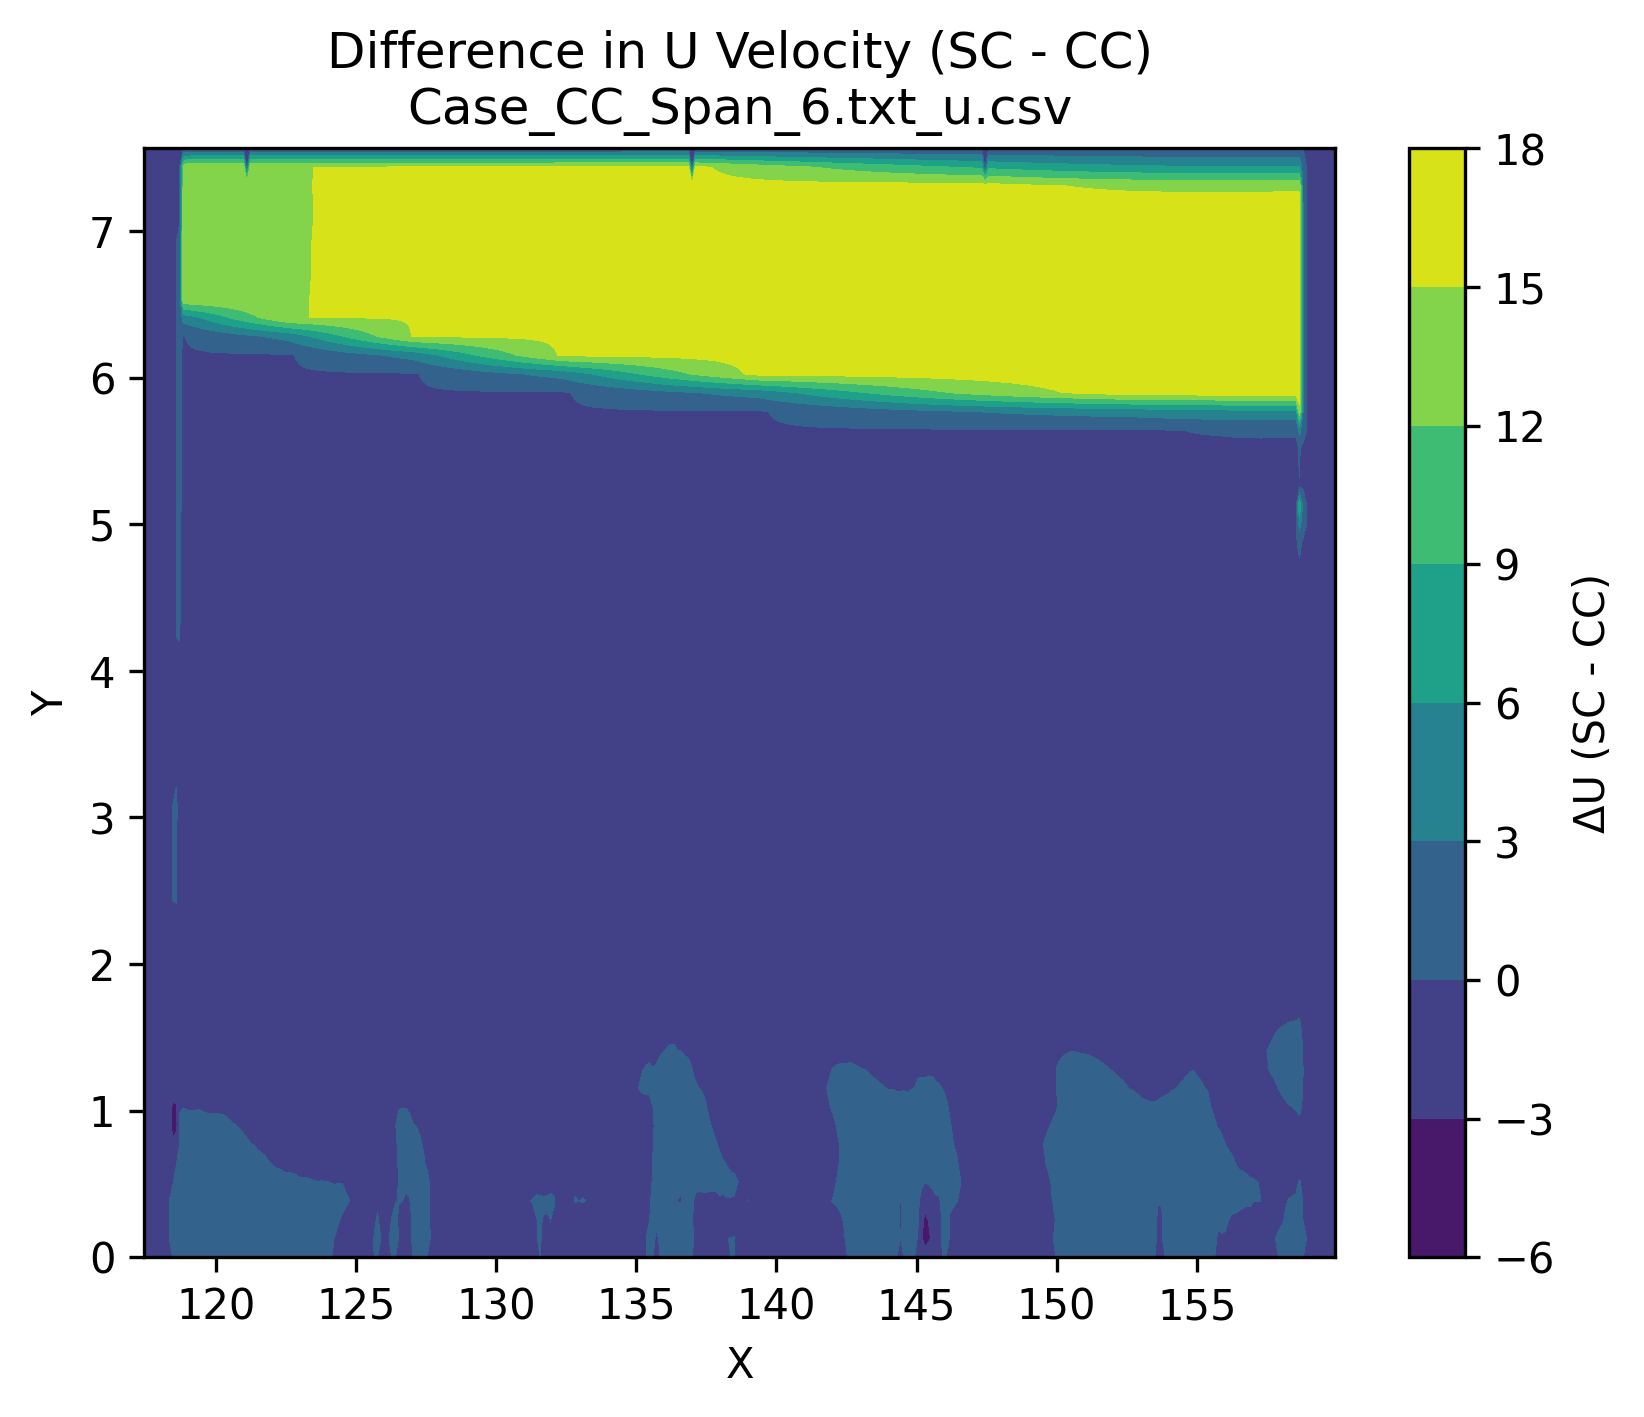 Difference in U Velocity (SC - CC)
Case_CC_Span_6.txt_u.csv
7
6
5
4
3
2
1
0
Y
120 125 130 135 140 145 150 155
X
18
15
12
9
6
3
0
−3
−6
ΔU (SC - CC)